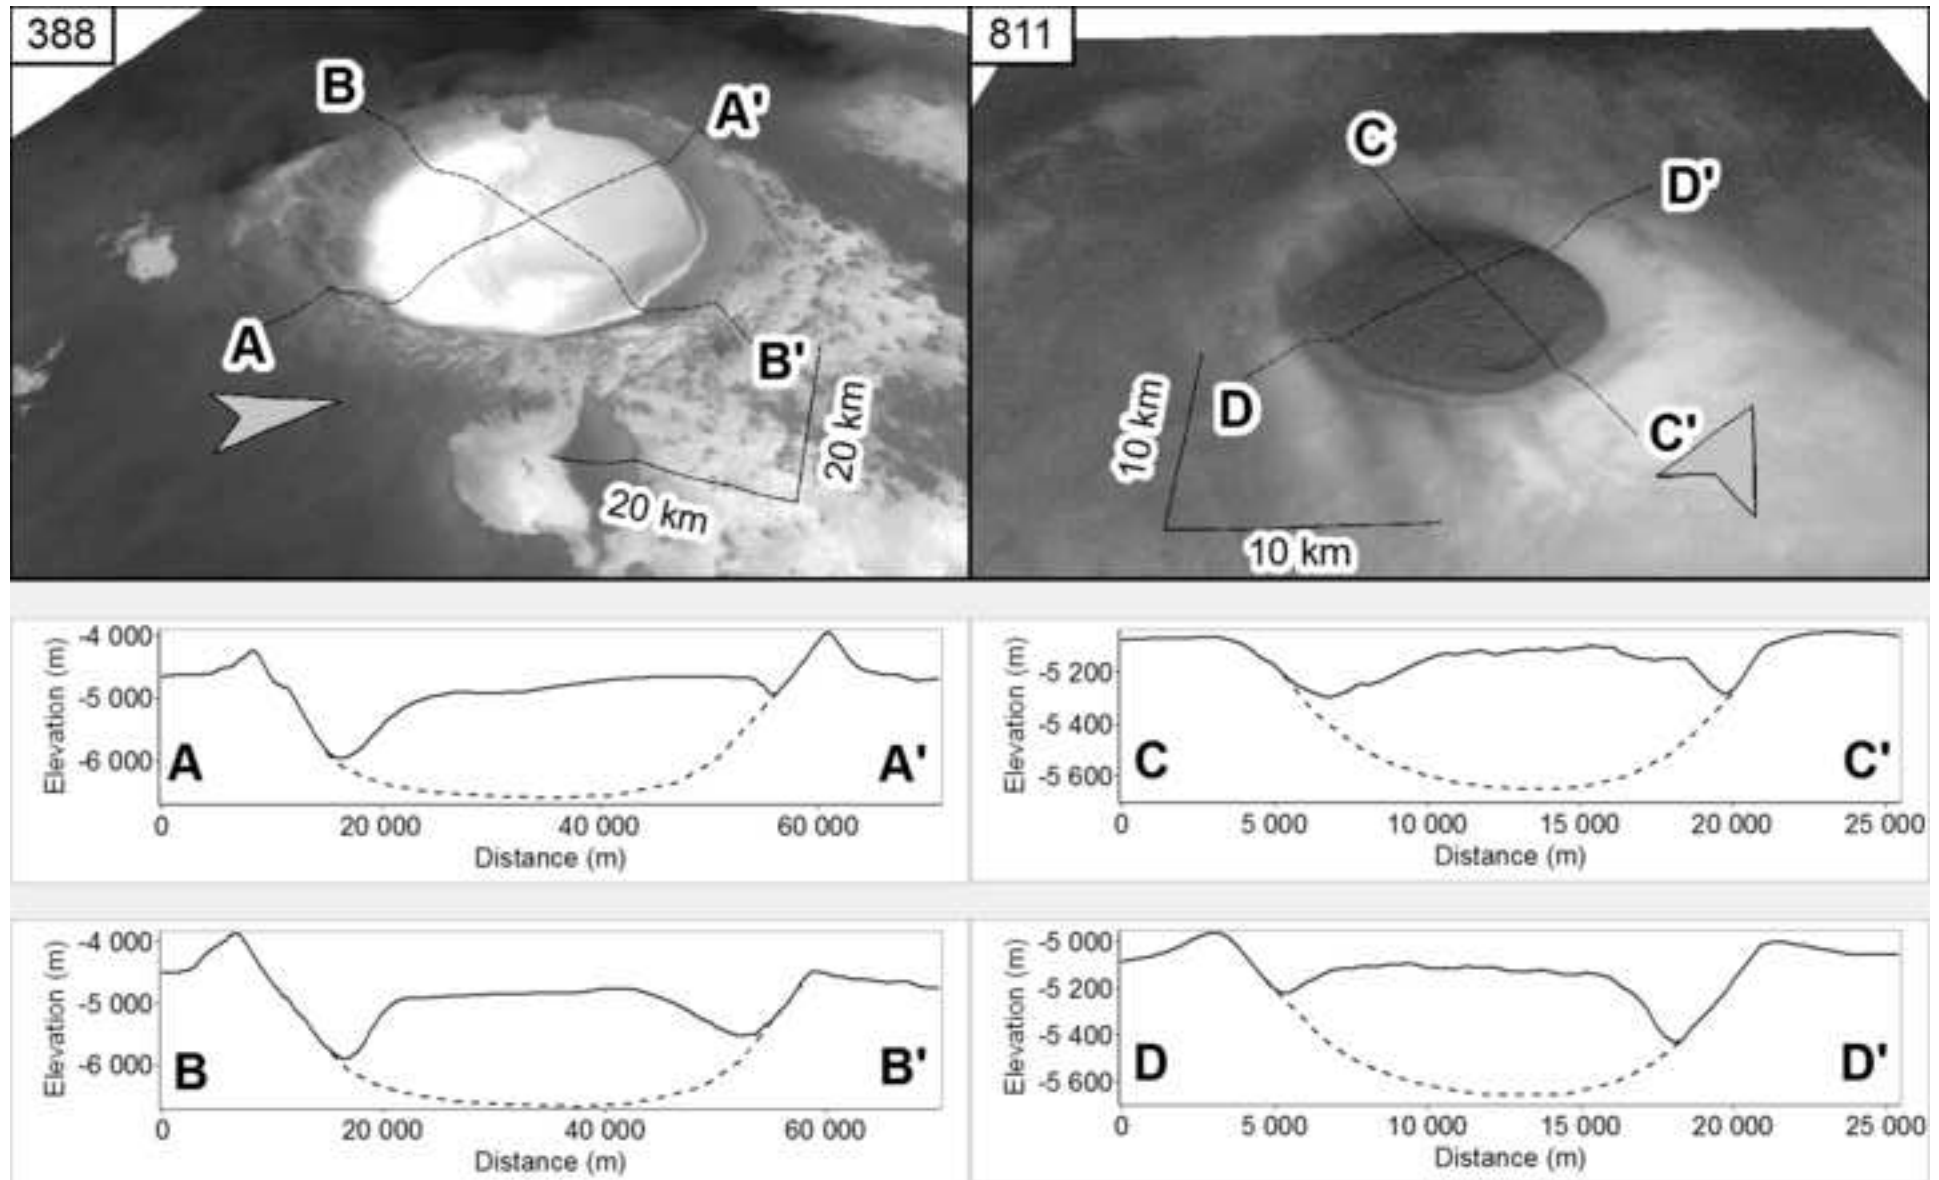 388
B
A'
A
B'
20 km
20 km
811
C
D'
D
C'
10 km
10 km
Elevation (m)
-4 000
-5 000
-6 000
A
A'
0
20 000
40 000
60 000
Distance (m)
Elevation (m)
-5 200
-5 400
-5 600
C
C'
0
5 000
10 000
15 000
20 000
25 000
Distance (m)
Elevation (m)
-4 000
-5 000
-6 000
B
B'
0
20 000
40 000
60 000
Distance (m)
Elevation (m)
-5 000
-5 200
-5 400
-5 600
D
D'
0
5 000
10 000
15 000
20 000
25 000
Distance (m)